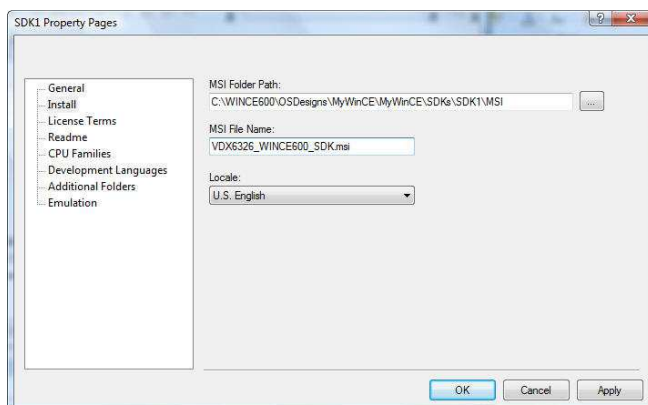 SDK1 Property Pages
General
Install
License Terms
Readme
CPU Families
Development Languages
Additional Folders
Emulation
MSI Folder Path:
C:\WINCE600\OSDesigns\MyWinCE\MyWinCE\SDKs\SDK1\MSI
...
MSI File Name:
VDX6326_WINCE600_SDK.msi
Locale:
U.S. English
OK Cancel Apply